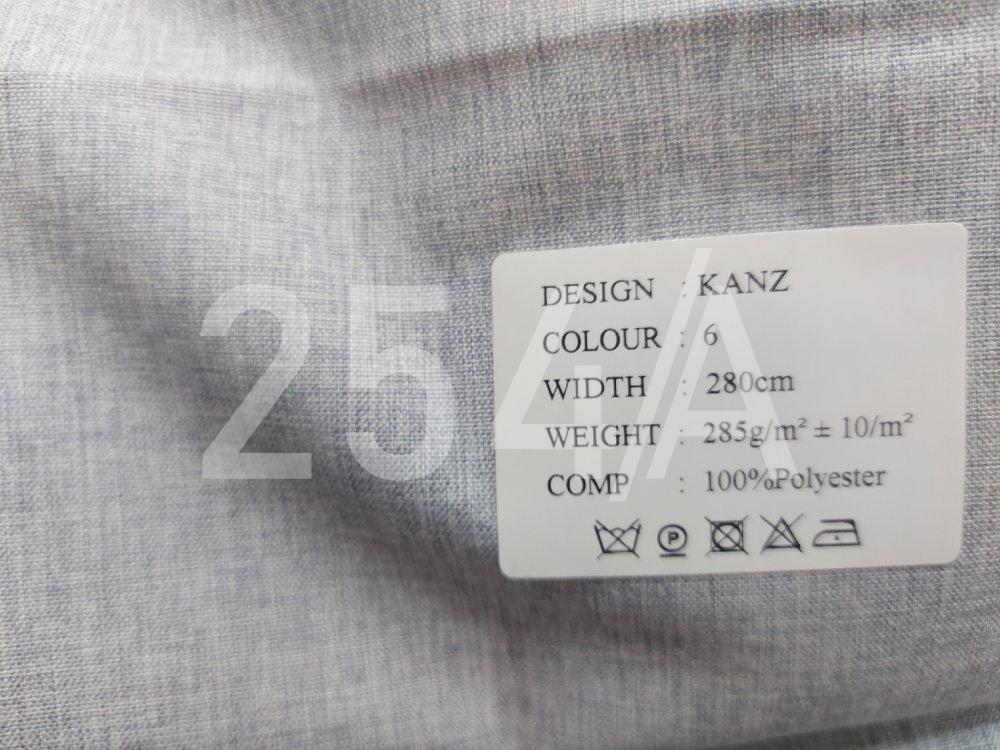 DESIGN : KANZ
COLOUR : 6
WIDTH : 280cm
WEIGHT : 285g/m² ± 10/m²
COMP : 100%Polyester
P
254/A